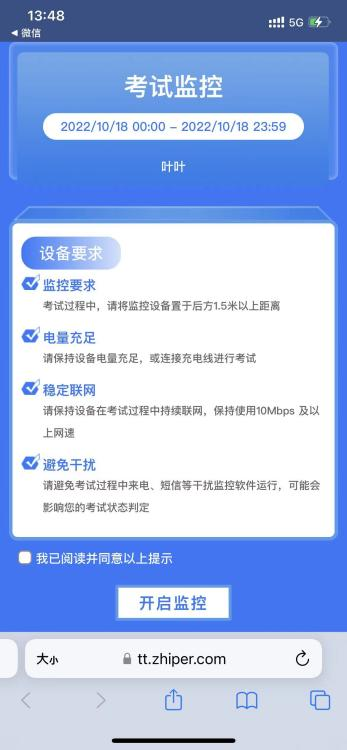 13:48
5G
◀ 微信
考试监控
2022/10/18 00:00 – 2022/10/18 23:59
叶叶
设备要求
监控要求
考试过程中，请将监控设备置于后方1.5米以上距离
电量充足
请保持设备电量充足，或连接充电线进行考试
稳定联网
请保持设备在考试过程中持续联网，保持使用10Mbps 及以
上网速
避免干扰
请避免考试过程中来电、短信等干扰监控软件运行，可能会
影响您的考试状态判定
我已阅读并同意以上提示
开启监控
大小 tt.zhiper.com